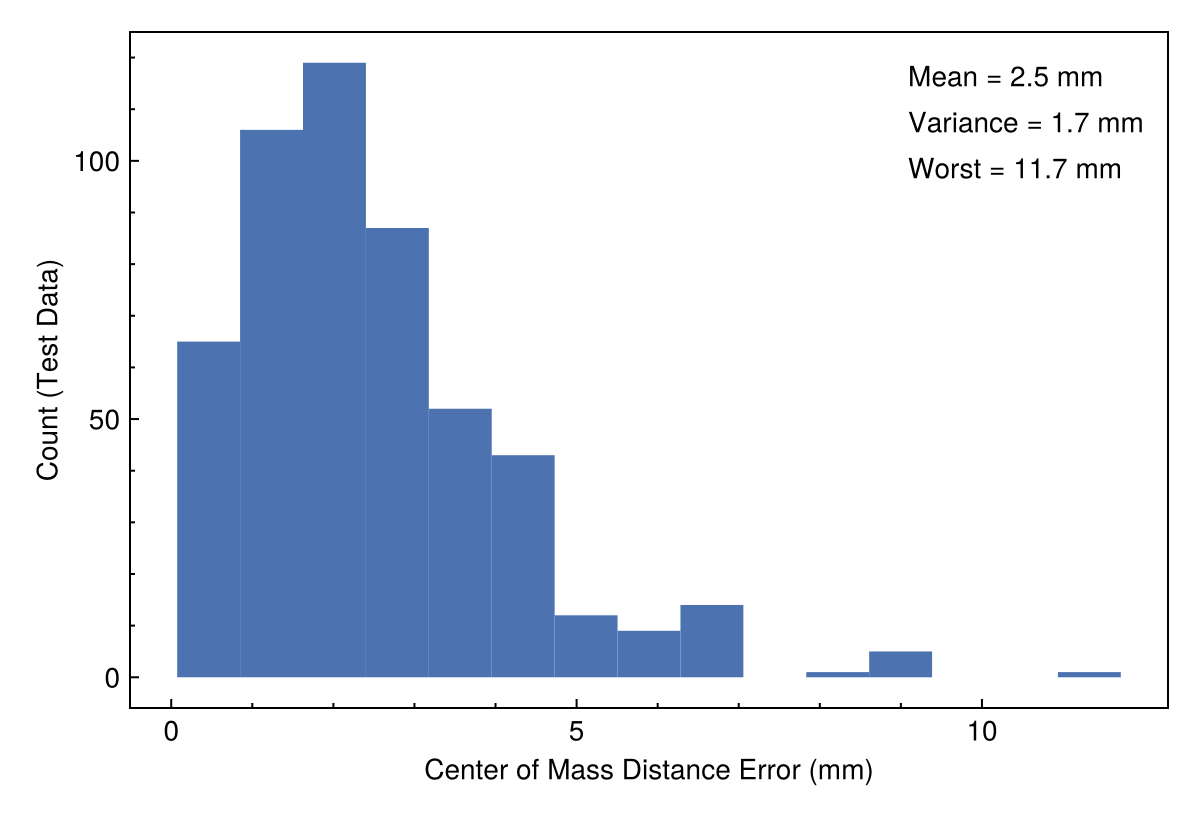 Mean = 2.5 mm
Variance = 1.7 mm
Worst = 11.7 mm
100
50
0
Count (Test Data)
0 5 10
Center of Mass Distance Error (mm)